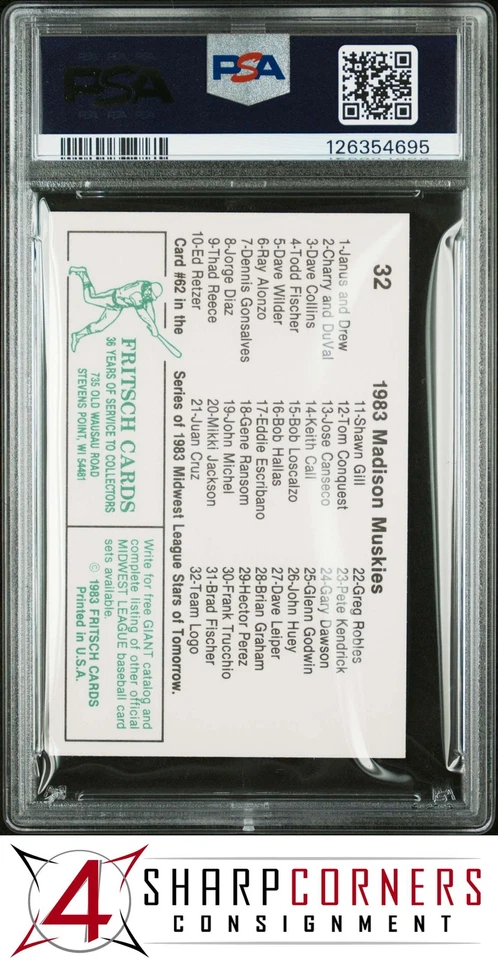 PSA
PSA
126354695
32
1983 Madison Muskies
1-Janus and Drew
2-Charry and DuVal
3-Dave Collins
4-Todd Fischer
5-Dave Wilder
6-Ray Alonzo
7-Dennis Gonsalves
8-Jorge Diaz
9-Thad Reece
10-Ed Retzer
11-Shawn Gill
12-Tom Conquest
13-Jose Canseco
14-Keith Call
15-Bob Loscalzo
16-Bob Hallas
17-Eddie Escribano
18-Gene Ransom
19-John Michel
20-Mikki Jackson
21-Juan Cruz
22-Greg Robles
23-Pete Kendrick
24-Gary Dawson
25-Glenn Godwin
26-John Huey
27-Dave Leiper
28-Brian Graham
29-Hector Perez
30-Frank Trucchio
31-Brad Fischer
32-Team Logo
Card #62 in the Series of 1983 Midwest League Stars of Tomorrow.
FRITSCH CARDS
36 YEARS OF SERVICE TO COLLECTORS
735 OLD WAUSAU ROAD
STEVENS POINT, WI 54481
Write for free GIANT catalog and
complete listing of other official
MIDWEST LEAGUE baseball card
sets available.
© 1983 FRITSCH CARDS
Printed in U.S.A.
4
SHARPCORNERS
CONSIGNMENT